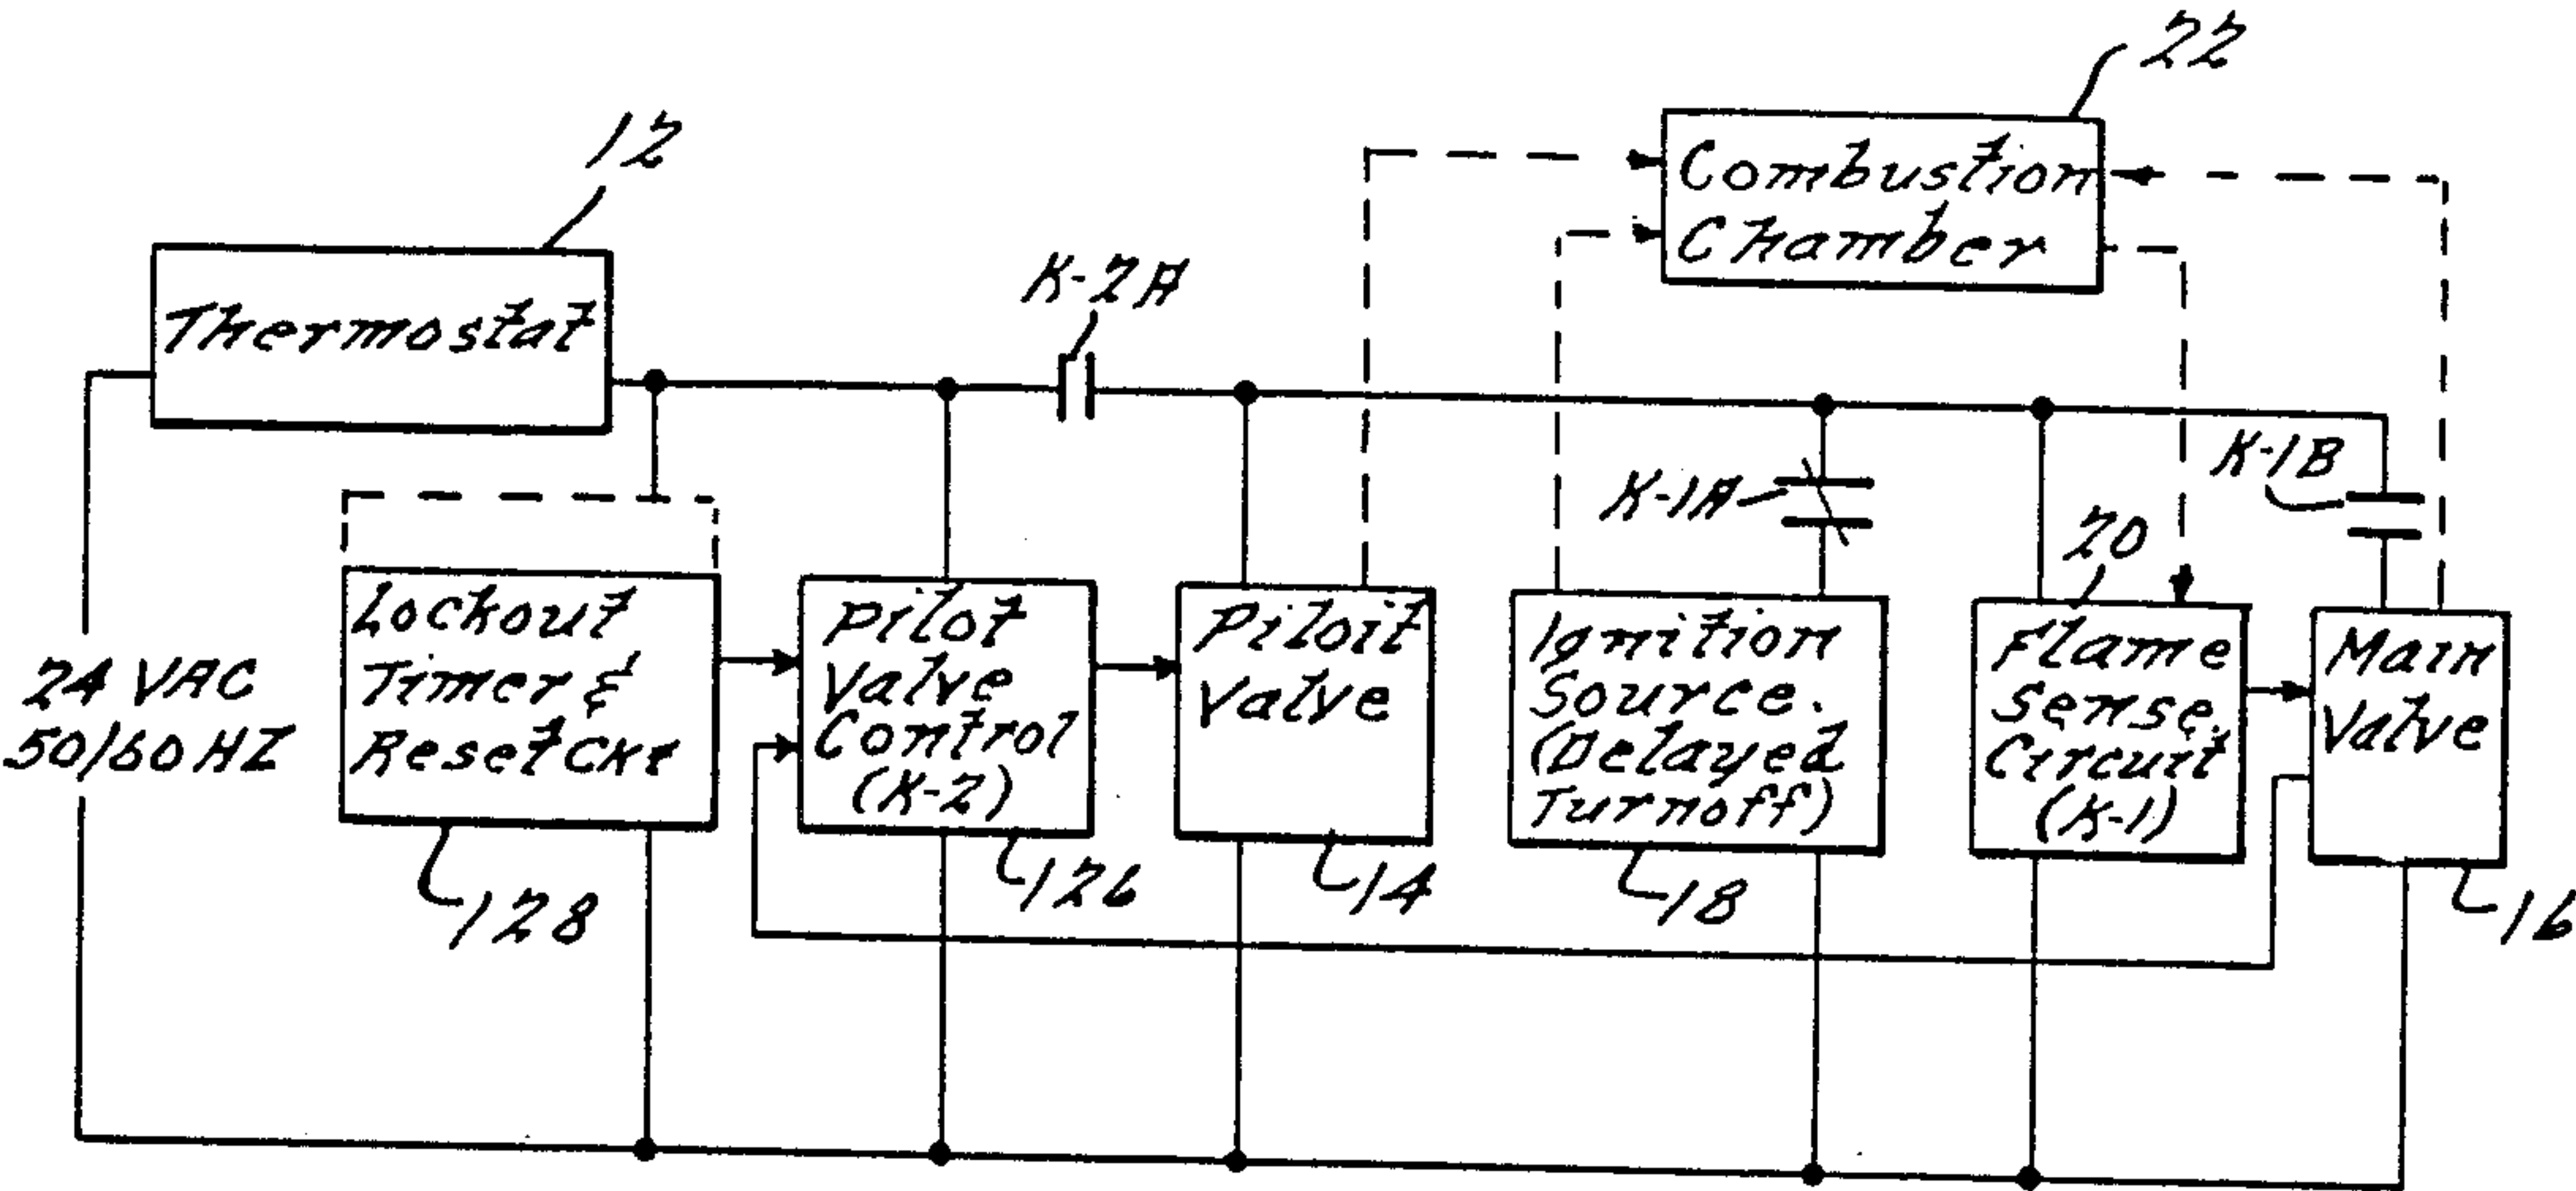 22
12
Combustion
Chamber
K-2A
Thermostat
K-1A
K-1B
20
24 VAC
50/60 HZ
Lockout
Timer &
Reset Ckt
Pilot
Valve
Control
(K-2)
Piloit
Valve
Ignition
Source.
(Delayed
Turnoff)
Flame
Sense.
Circuit
(K-1)
Main
Valve
128
126
14
18
16